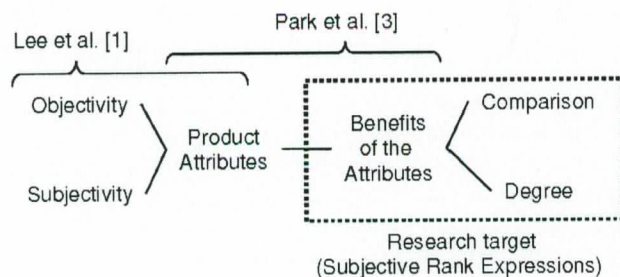 Park et al. [3]
Lee et al. [1]
Objectivity
Subjectivity
Product
Attributes
Benefits
of the
Attributes
Comparison
Degree
Research target
(Subjective Rank Expressions)